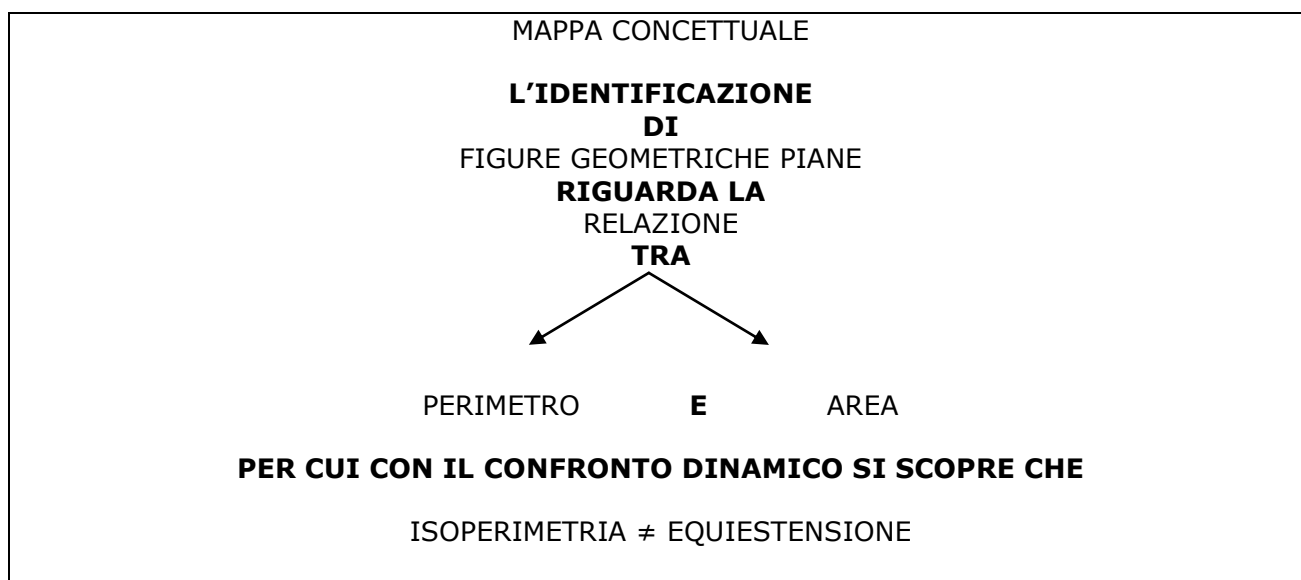 MAPPA CONCETTUALE
L’IDENTIFICAZIONE
DI
FIGURE GEOMETRICHE PIANE
RIGUARDA LA
RELAZIONE
TRA
PERIMETRO E AREA
PER CUI CON IL CONFRONTO DINAMICO SI SCOPRE CHE
ISOPERIMETRIA ≠ EQUIESTENSIONE